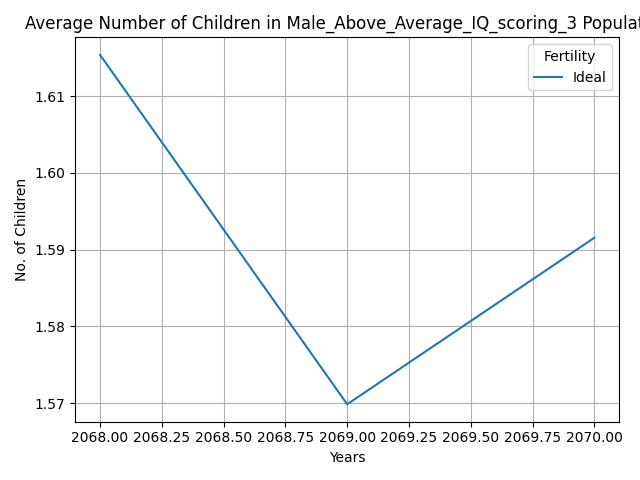 Average Number of Children in Male_Above_Average_IQ_scoring_3 Populat
Fertility
Ideal
1.61
1.60
1.59
1.58
1.57
No. of Children
2068.00 2068.25 2068.50 2068.75 2069.00 2069.25 2069.50 2069.75 2070.00
Years